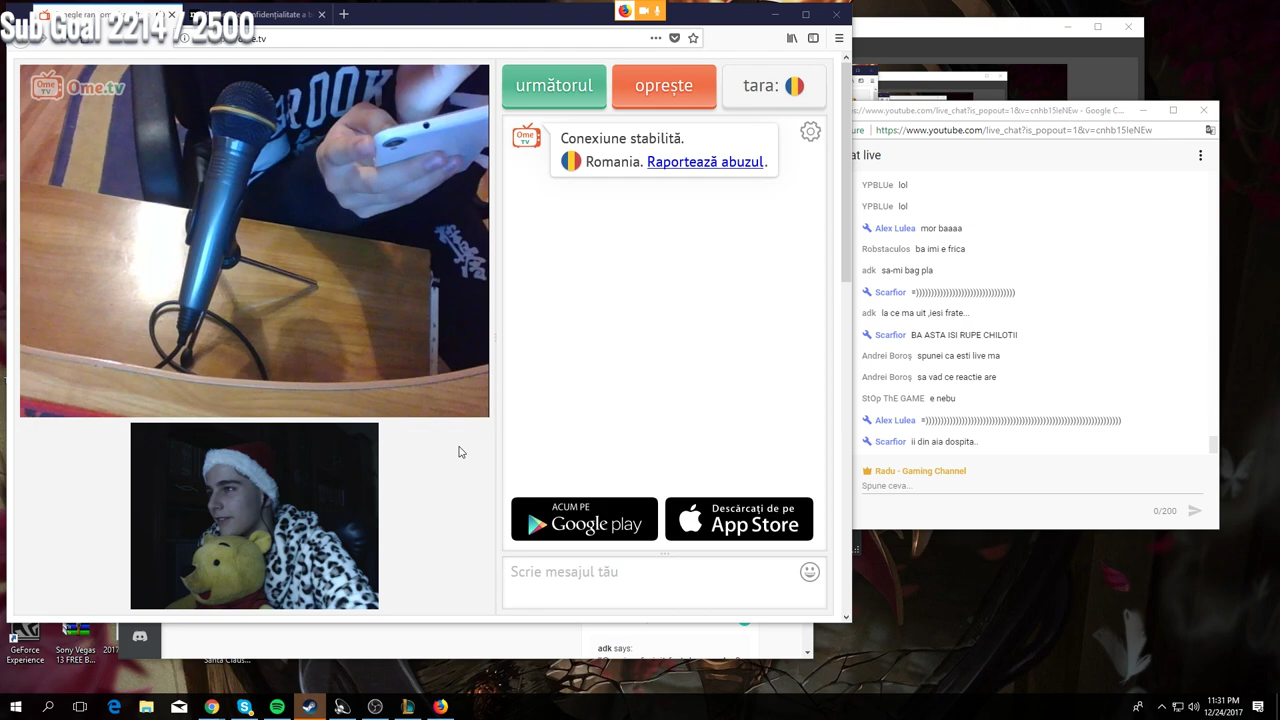 Sub Goal 2214 / 2500
Ome.tv
următorul
oprește
tara:
Conexiune stabilită.
Romania. Raportează abuzul.
ACUM PE
Google play
Descărcați de pe
App Store
Scrie mesajul tău
https://www.youtube.com/live_chat?is_popout=1&v=cnhb15leNEw
YPBLUe lol
YPBLUe lol
Alex Lulea mor baaaa
Robstaculos ba imi e frica
adk sa-mi bag pla
Scarfior =))))))))))))))))))))))))))))))))))
adk la ce ma uit ,iesi frate...
Scarfior BA ASTA ISI RUPE CHILOTII
Andrei Boroș spunei ca esti live ma
Andrei Boroș sa vad ce reactie are
StOp ThE GAME e nebu
Alex Lulea =))))))))))))))))))))))))))))))))))))))))))))))))))))))))))))))))))
Scarfior ii din aia dospita..
Radu - Gaming Channel
Spune ceva...
0/200
GeForce
Experience
Sony Vegas
13 FREE B...
2017
Santa Claus...
adk says:
11:31 PM
12/24/2017